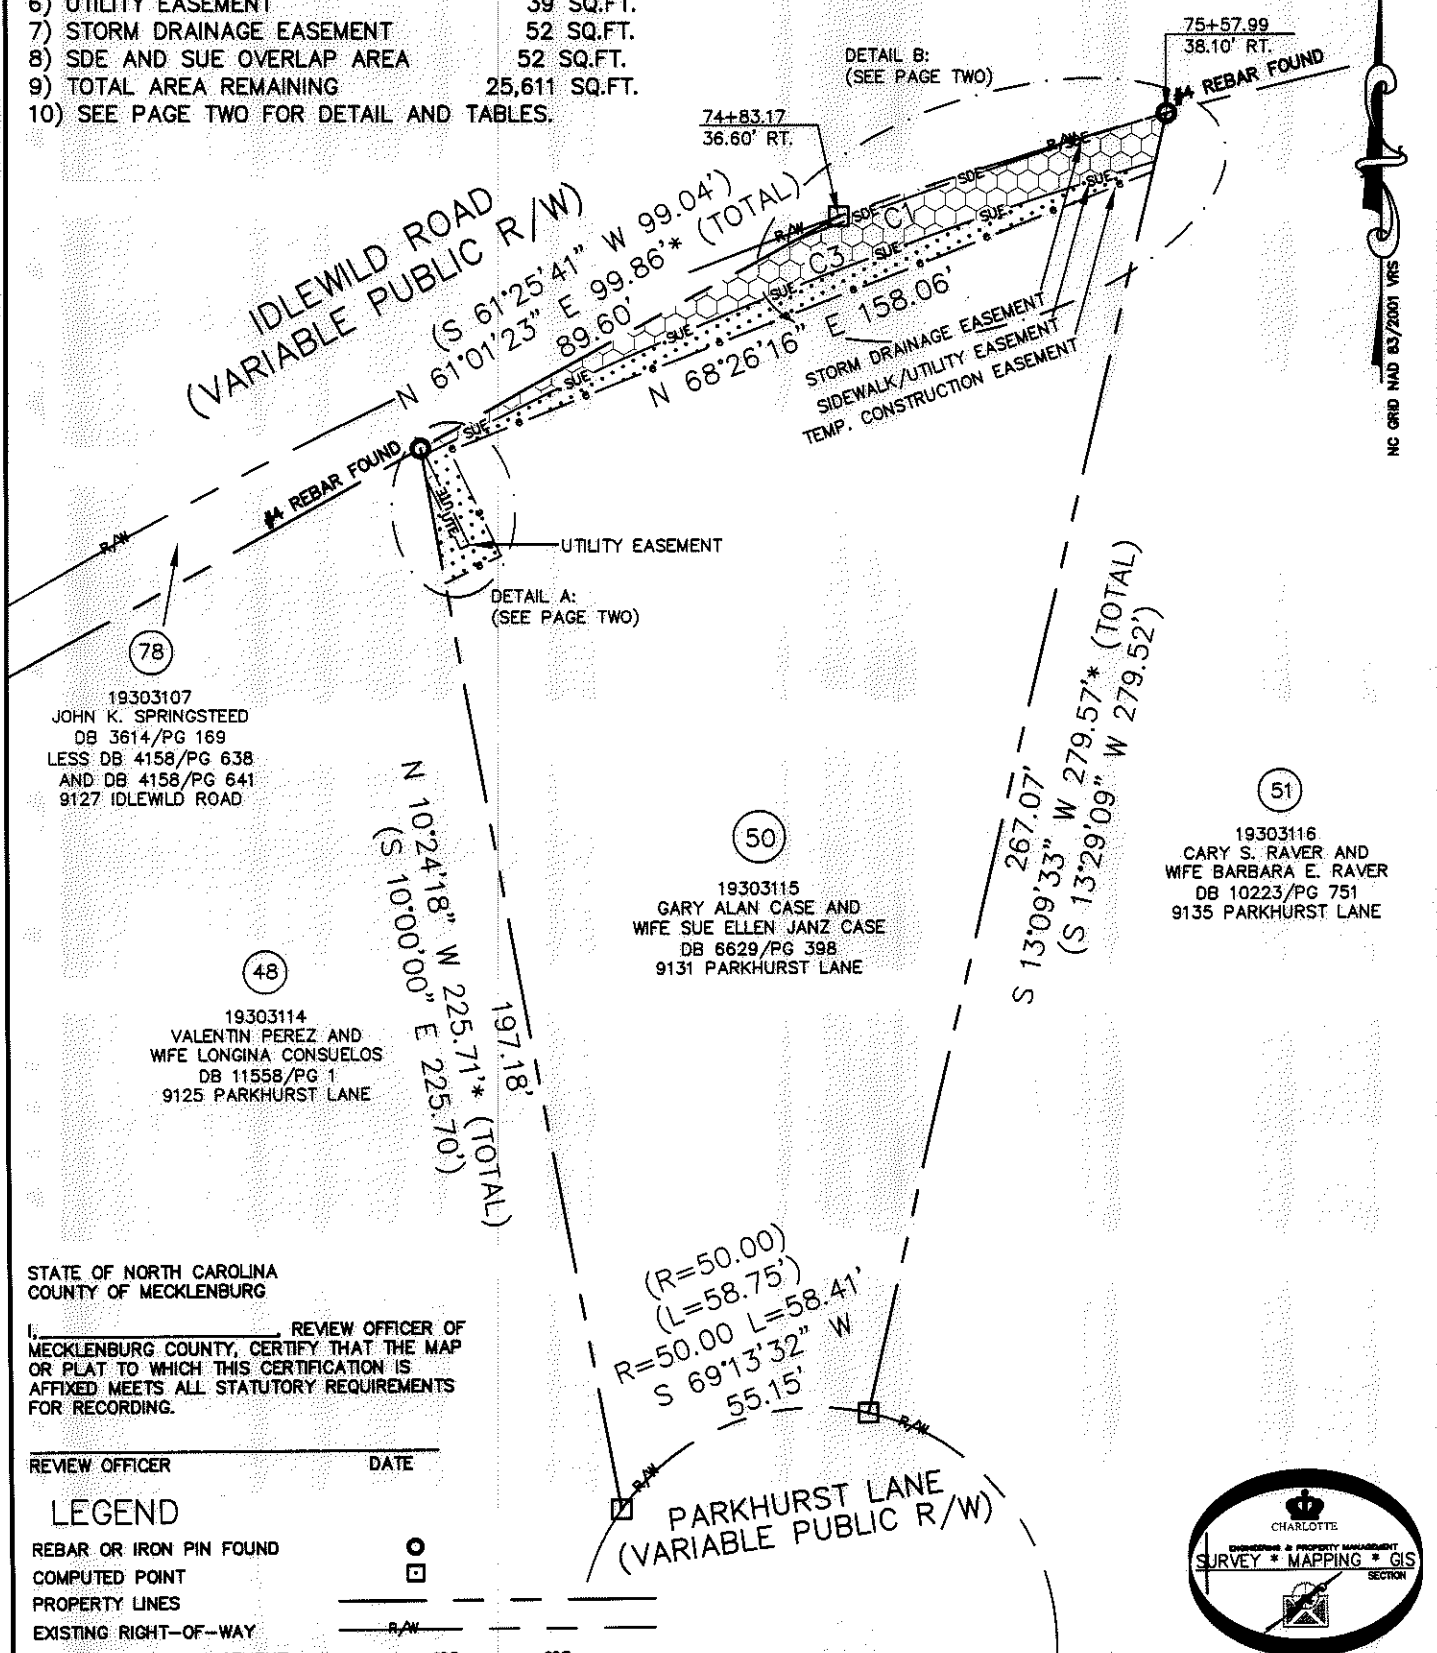 6) UTILITY EASEMENT 39 SQ.FT.
7) STORM DRAINAGE EASEMENT 52 SQ.FT.
8) SDE AND SUE OVERLAP AREA 52 SQ.FT.
9) TOTAL AREA REMAINING 25,611 SQ.FT.
10) SEE PAGE TWO FOR DETAIL AND TABLES.
DETAIL B:
(SEE PAGE TWO)
75+57.99
38.10' RT.
#4 REBAR FOUND
74+83.17
36.60' RT.
NC GRID NAD 83/2001 VRS
IDLEWILD ROAD
(VARIABLE PUBLIC R/W)
(S 61°25'41" W 99.04')
N 61°01'23" E 99.86'* (TOTAL)
89.60'
R/W
R/W
SDE
SDE
C1
C3
SUE
SUE
SUE
SUE
SUE
SUE
SUE
N 68°26'16" E 158.06'
STORM DRAINAGE EASEMENT
SIDEWALK/UTILITY EASEMENT
TEMP. CONSTRUCTION EASEMENT
#4 REBAR FOUND
R/W
UTE
UTILITY EASEMENT
DETAIL A:
(SEE PAGE TWO)
78
19303107
JOHN K. SPRINGSTEED
DB 3614/PG 169
LESS DB 4158/PG 638
AND DB 4158/PG 641
9127 IDLEWILD ROAD
N 10°24'18" W 225.71'* (TOTAL)
(S 10°00'00" E 225.70')
197.18'
50
19303115
GARY ALAN CASE AND
WIFE SUE ELLEN JANZ CASE
DB 6629/PG 398
9131 PARKHURST LANE
267.07'
S 13°09'33" W 279.57'* (TOTAL)
(S 13°29'09" W 279.52')
51
19303116
CARY S. RAVER AND
WIFE BARBARA E. RAVER
DB 10223/PG 751
9135 PARKHURST LANE
48
19303114
VALENTIN PEREZ AND
WIFE LONGINA CONSUELOS
DB 11558/PG 1
9125 PARKHURST LANE
(R=50.00)
(L=58.75')
R=50.00 L=58.41'
S 69°13'32" W
55.15'
R/W
R/W
PARKHURST LANE
(VARIABLE PUBLIC R/W)
STATE OF NORTH CAROLINA
COUNTY OF MECKLENBURG
I, REVIEW OFFICER OF
MECKLENBURG COUNTY, CERTIFY THAT THE MAP
OR PLAT TO WHICH THIS CERTIFICATION IS
AFFIXED MEETS ALL STATUTORY REQUIREMENTS
FOR RECORDING.
REVIEW OFFICER DATE
LEGEND
REBAR OR IRON PIN FOUND
COMPUTED POINT
PROPERTY LINES
EXISTING RIGHT-OF-WAY R/W
CHARLOTTE
ENGINEERING & PROPERTY MANAGEMENT
SURVEY * MAPPING * GIS
SECTION